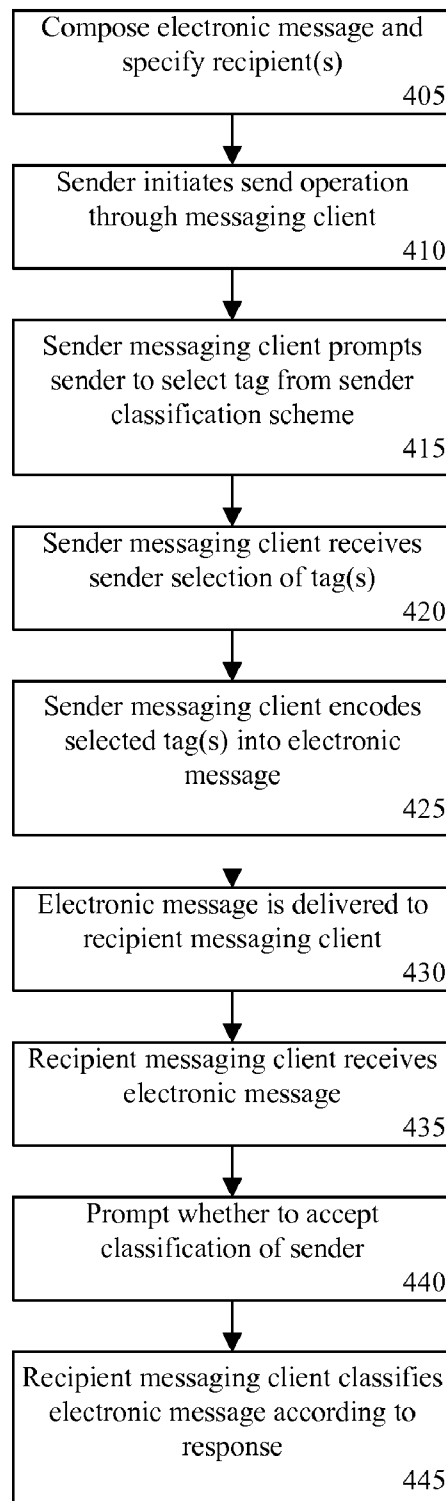 Compose electronic message and
specify recipient(s)
405
Sender initiates send operation
through messaging client
410
Sender messaging client prompts
sender to select tag from sender
classification scheme
415
Sender messaging client receives
sender selection of tag(s)
420
Sender messaging client encodes
selected tag(s) into electronic
message
425
Electronic message is delivered to
recipient messaging client
430
Recipient messaging client receives
electronic message
435
Prompt whether to accept
classification of sender
440
Recipient messaging client classifies
electronic message according to
response
445